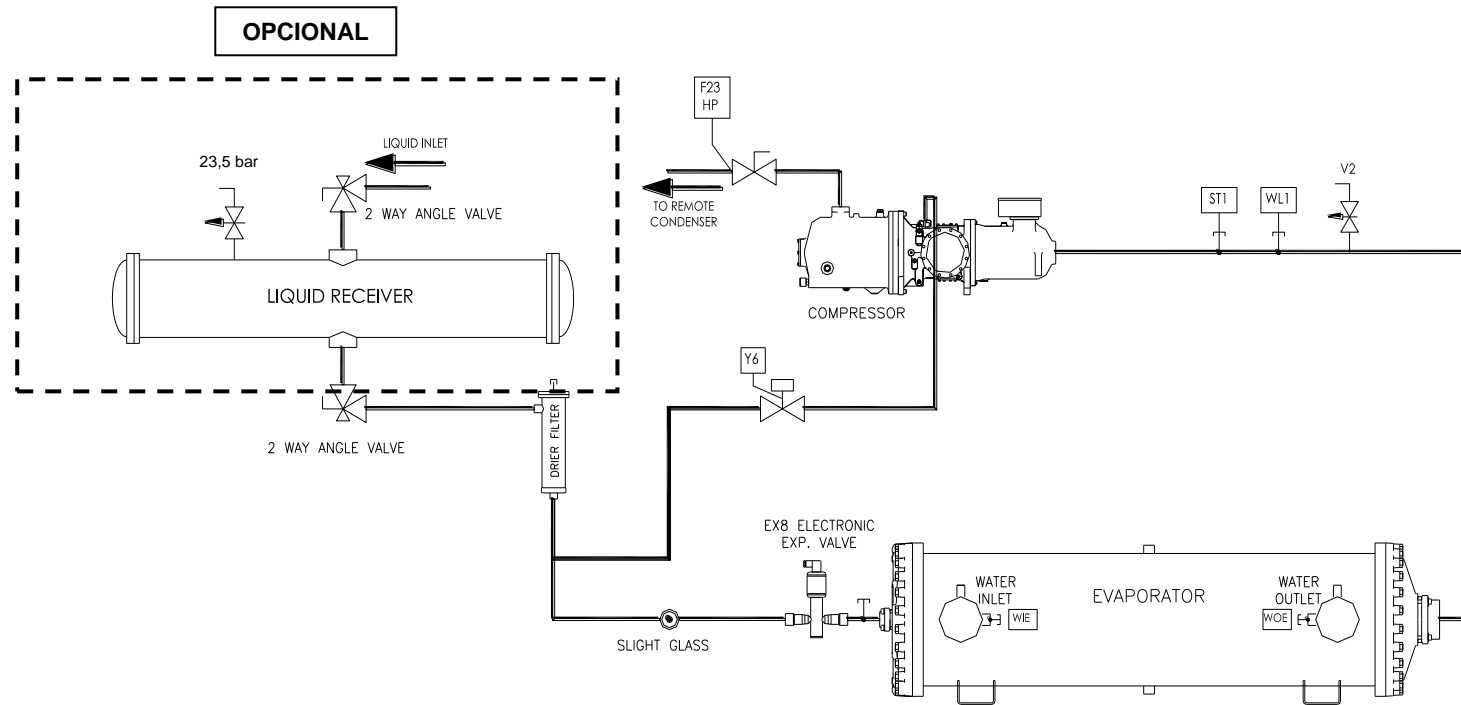 OPCIONAL
F23
HP
LIQUID INLET
23,5 bar
2 WAY ANGLE VALVE
TO REMOTE
CONDENSER
ST1
WL1
V2
LIQUID RECEIVER
COMPRESSOR
Y6
2 WAY ANGLE VALVE
DRIER FILTER
EX8 ELECTRONIC
EXP. VALVE
WATER
INLET
WIE
EVAPORATOR
WATER
OUTLET
WOE
SLIGHT GLASS